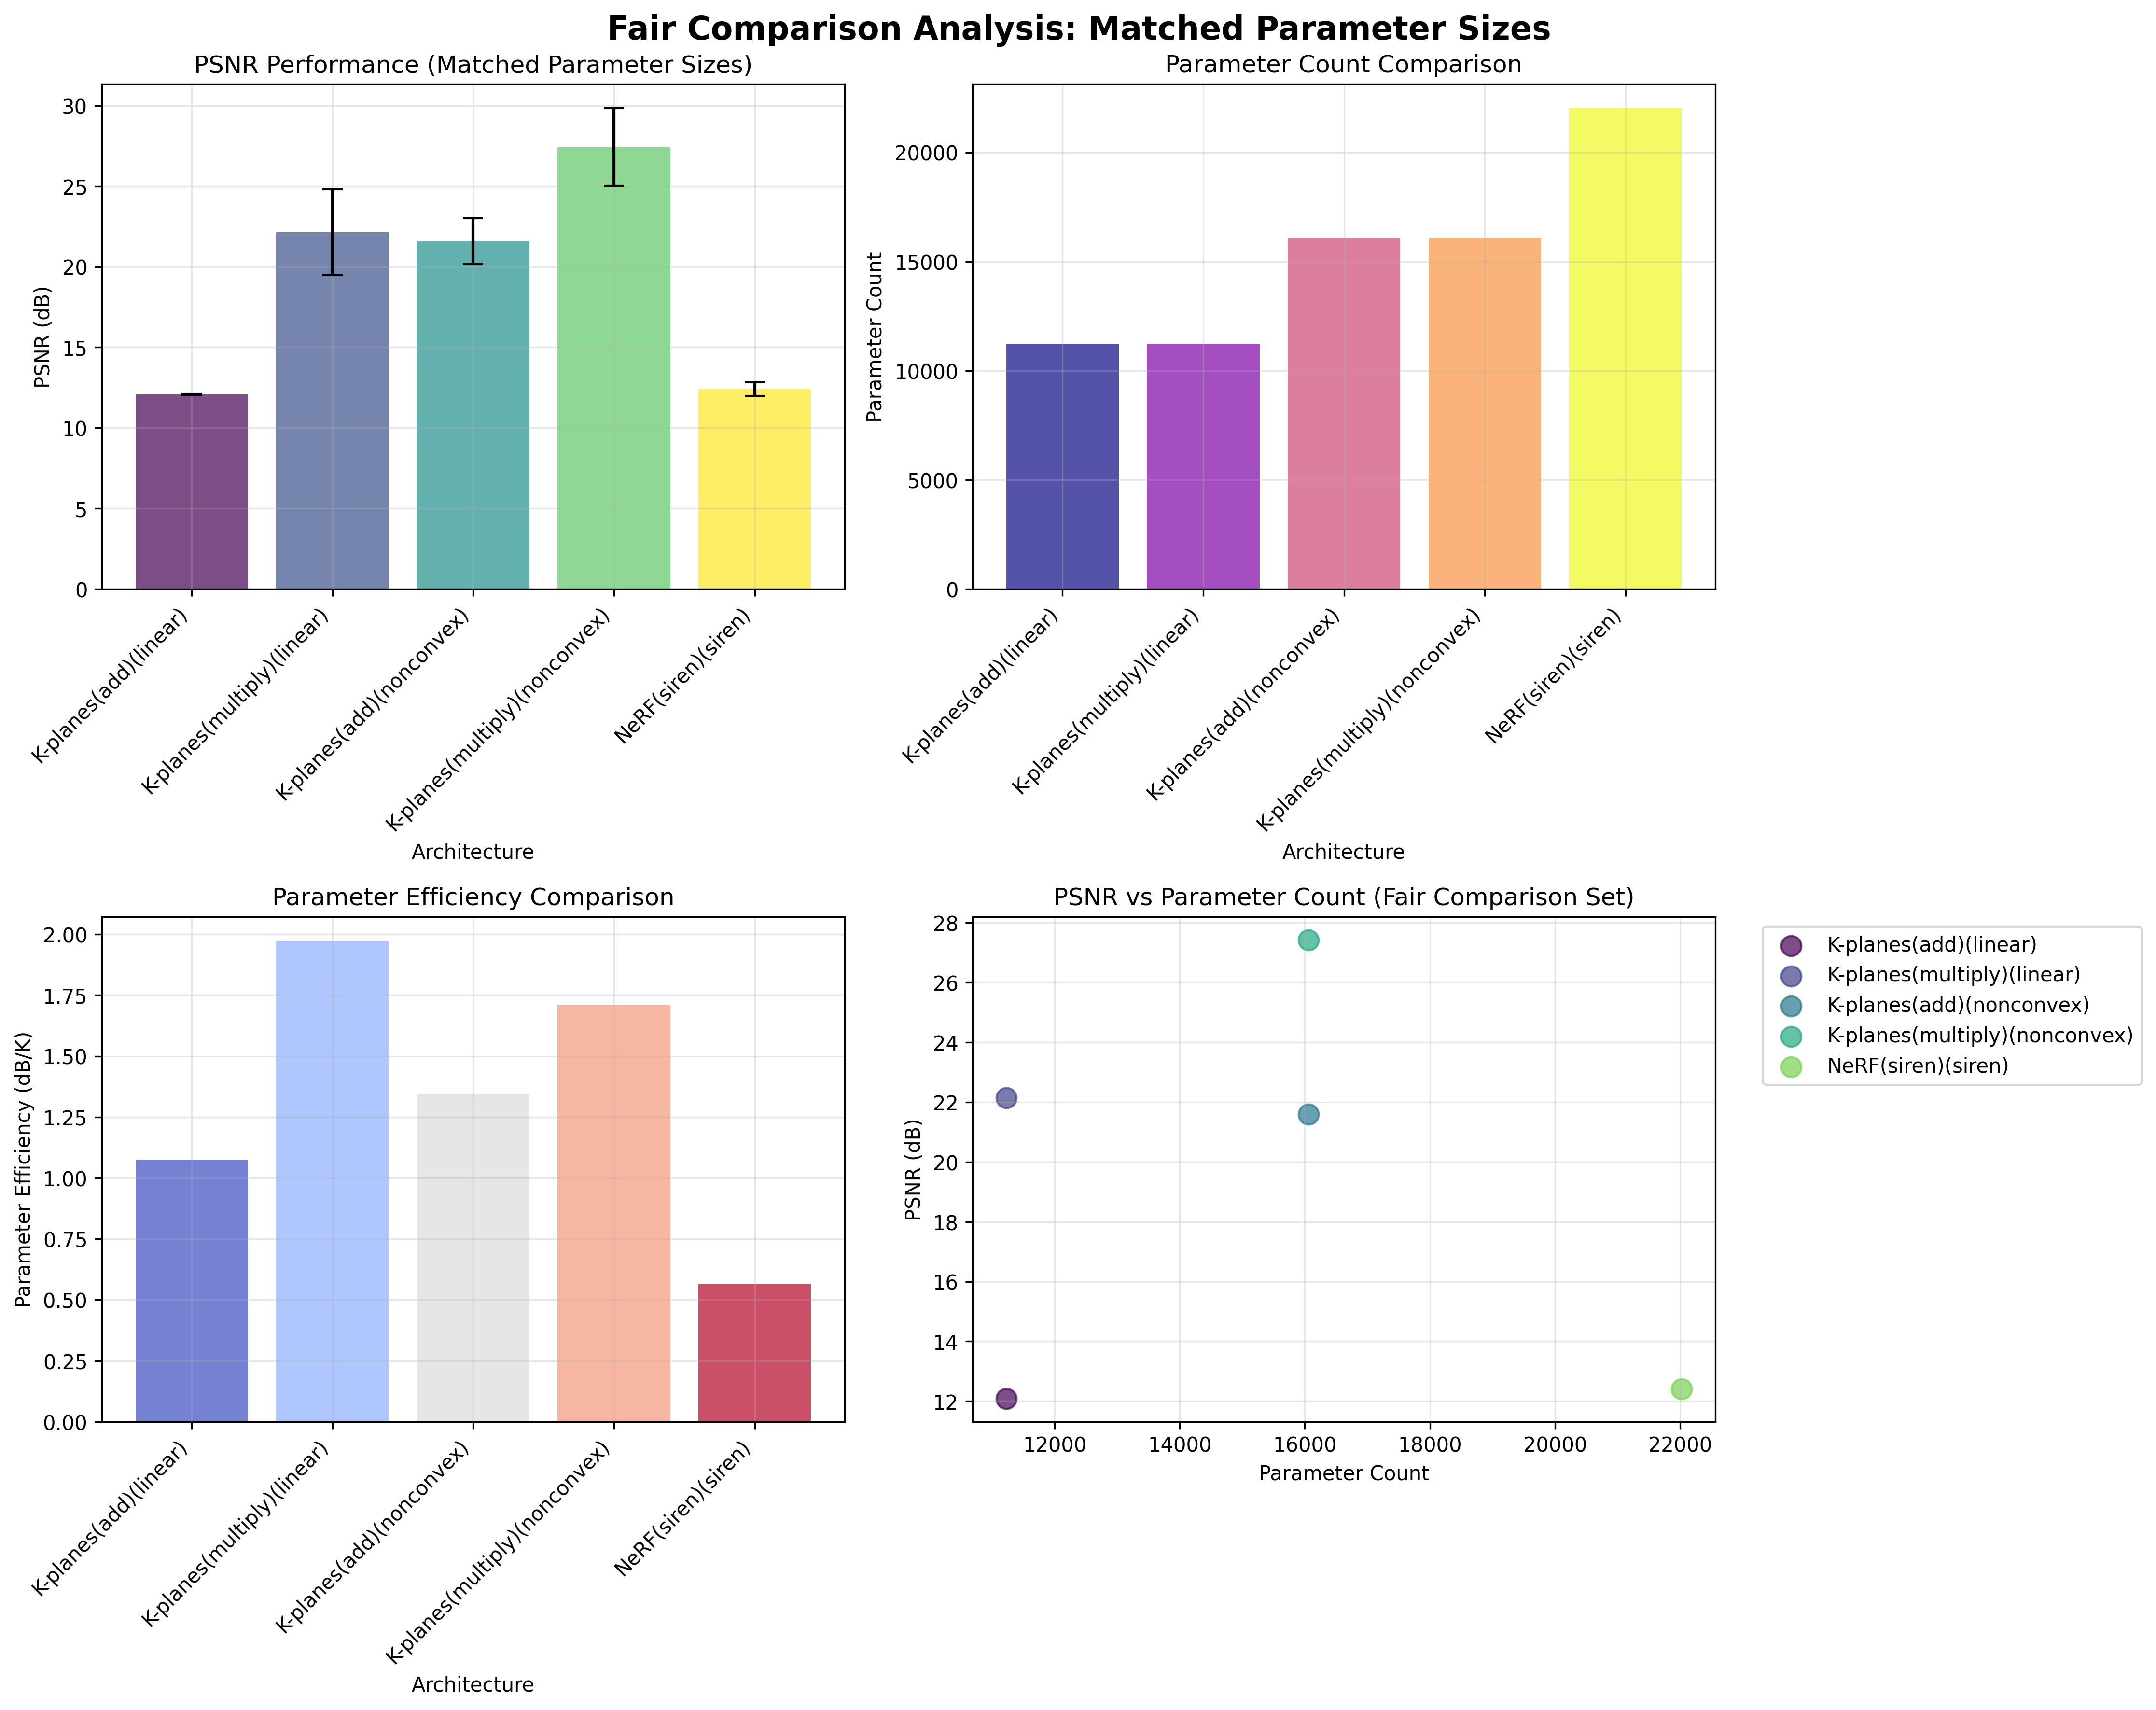 Fair Comparison Analysis: Matched Parameter Sizes
PSNR Performance (Matched Parameter Sizes)
PSNR (dB)
30
25
20
15
10
5
0
K-planes(add)(linear)
K-planes(multiply)(linear)
K-planes(add)(nonconvex)
K-planes(multiply)(nonconvex)
NeRF(siren)(siren)
Architecture
Parameter Count Comparison
Parameter Count
20000
15000
10000
5000
0
K-planes(add)(linear)
K-planes(multiply)(linear)
K-planes(add)(nonconvex)
K-planes(multiply)(nonconvex)
NeRF(siren)(siren)
Architecture
Parameter Efficiency Comparison
Parameter Efficiency (dB/K)
2.00
1.75
1.50
1.25
1.00
0.75
0.50
0.25
0.00
K-planes(add)(linear)
K-planes(multiply)(linear)
K-planes(add)(nonconvex)
K-planes(multiply)(nonconvex)
NeRF(siren)(siren)
Architecture
PSNR vs Parameter Count (Fair Comparison Set)
PSNR (dB)
28
26
24
22
20
18
16
14
12
12000 14000 16000 18000 20000 22000
Parameter Count
K-planes(add)(linear)
K-planes(multiply)(linear)
K-planes(add)(nonconvex)
K-planes(multiply)(nonconvex)
NeRF(siren)(siren)